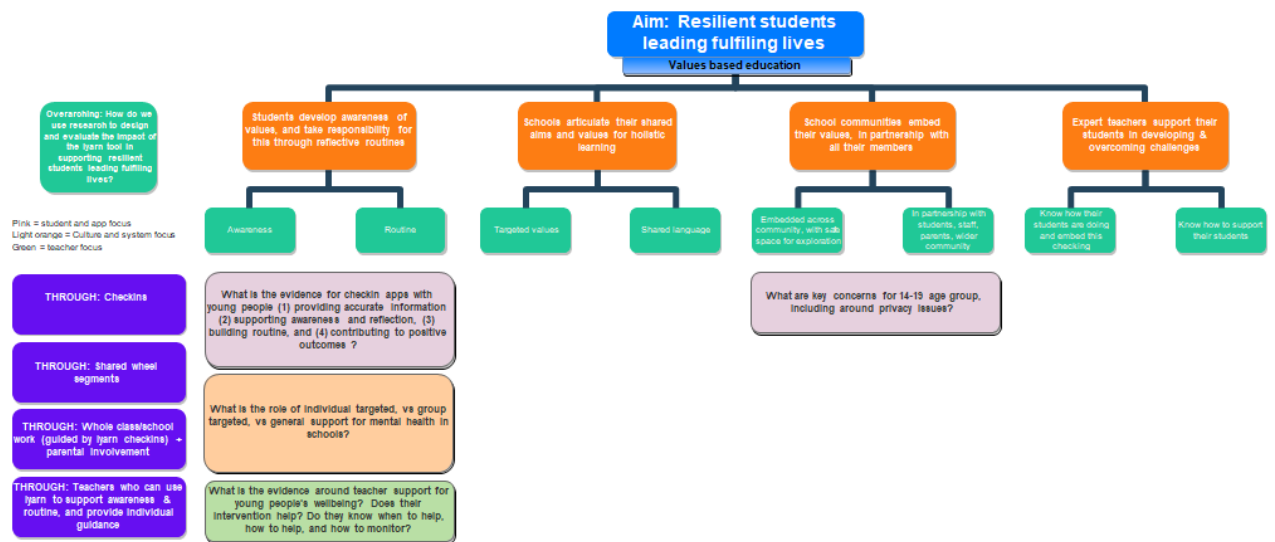 Aim: Resilient students
leading fulfiling lives
Values based education
Overarching: How do we
use research to design
and evaluate the impact of
the iyarn tool in
supporting resilient
students leading fulfiling
lives?
Students develop awareness of
values, and take responsibility for
this through reflective routines
Schools articulate their shared
aims and values for holistic
learning
School communities embed
their values, in partnership with
all their members
Expert teachers support their
students in developing &
overcoming challenges
Pink = student and app focus
Light orange = Culture and system focus
Green = teacher focus
Awareness
Routine
Targeted values
Shared language
Embedded across
community, with safe
space for exploration
In partnership with
students, staff,
parents, wider
community
Know how their
students are doing
and embed this
checking
Know how to support
their students
THROUGH: Checkins
What is the evidence for checkin apps with
young people (1) providing accurate information
(2) supporting awareness and reflection, (3)
building routine, and (4) contributing to positive
outcomes ?
What are key concerns for 14-19 age group,
including around privacy issues?
THROUGH: Shared wheel
segments
What is the role of individual targeted, vs group
targeted, vs general support for mental health in
schools?
THROUGH: Whole class/school
work (guided by iyarn checkins) +
parental involvement
THROUGH: Teachers who can use
iyarn to support awareness &
routine, and provide individual
guidance
What is the evidence around teacher support for
young people's wellbeing? Does their
intervention help? Do they know when to help,
how to help, and how to monitor?